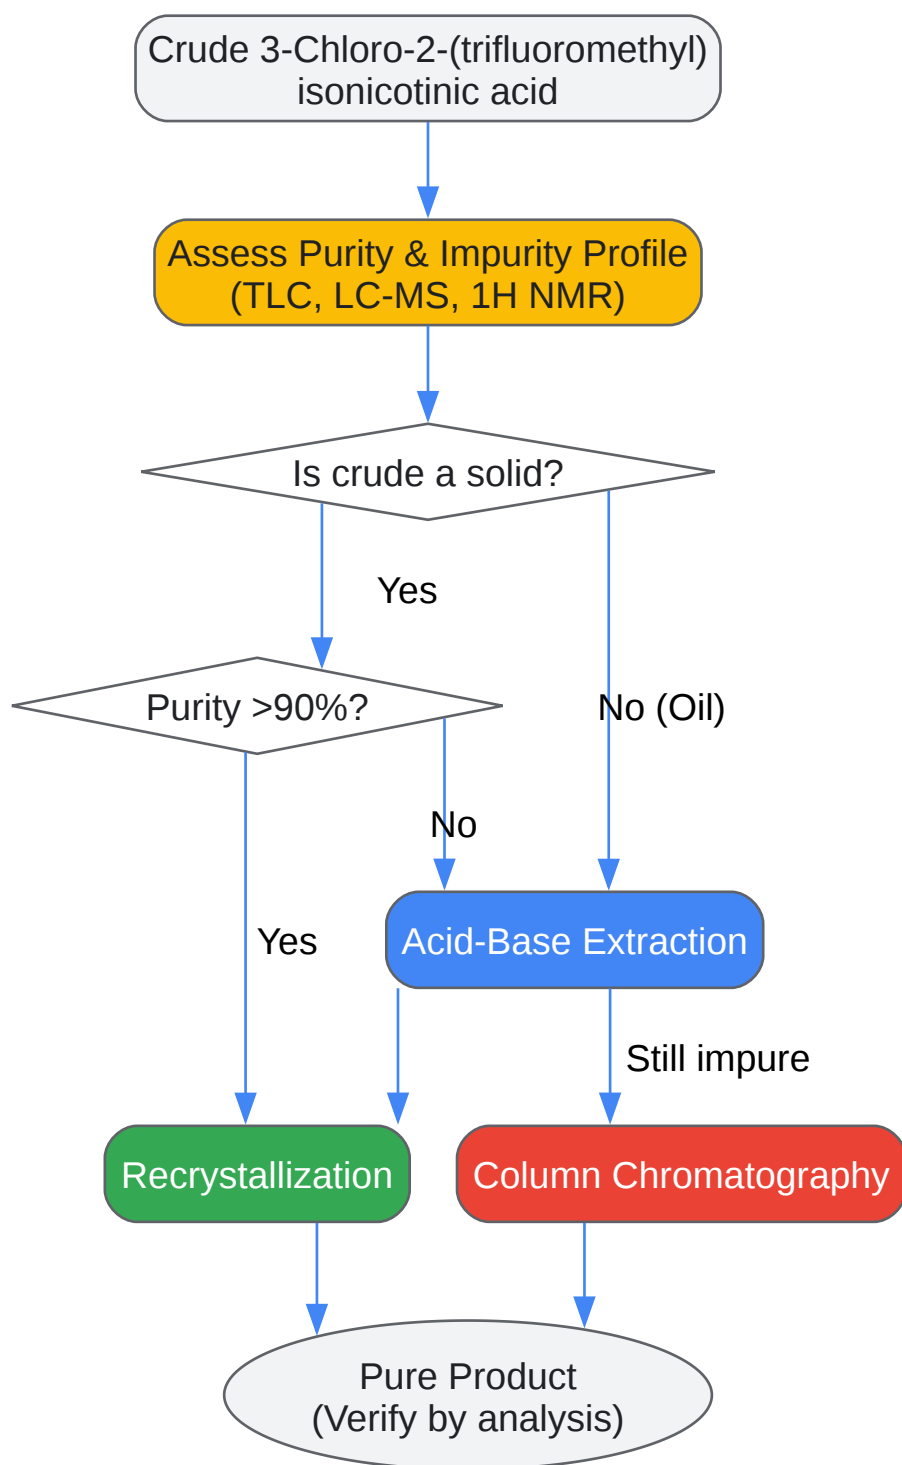 Crude 3-Chloro-2-(trifluoromethyl)
isonicotinic acid
Assess Purity & Impurity Profile
(TLC, LC-MS, 1H NMR)
Is crude a solid?
Yes
Purity >90%?
No (Oil)
No
Yes
Acid-Base Extraction
Still impure
Recrystallization
Column Chromatography
Pure Product
(Verify by analysis)